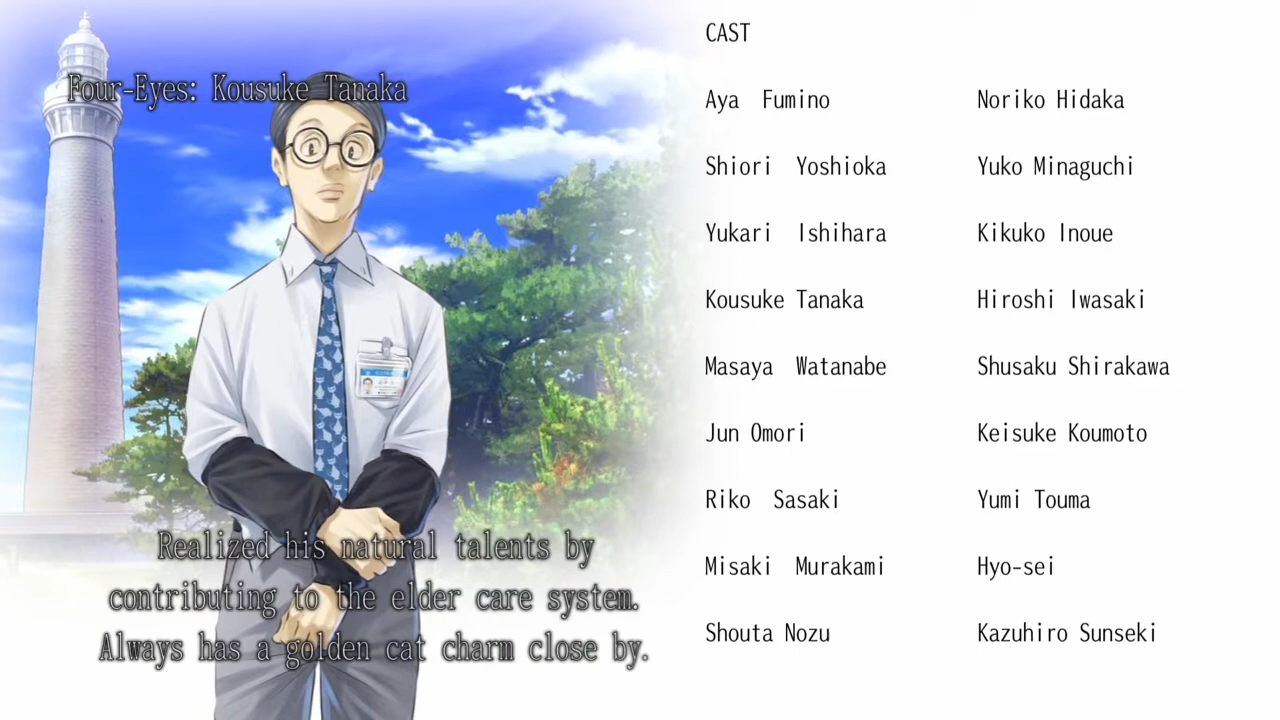 Four-Eyes: Kousuke Tanaka
Realized his natural talents by
contributing to the elder care system.
Always has a golden cat charm close by.
CAST
Aya Fumino Noriko Hidaka
Shiori Yoshioka Yuko Minaguchi
Yukari Ishihara Kikuko Inoue
Kousuke Tanaka Hiroshi Iwasaki
Masaya Watanabe Shusaku Shirakawa
Jun Omori Keisuke Koumoto
Riko Sasaki Yumi Touma
Misaki Murakami Hyo-sei
Shouta Nozu Kazuhiro Sunseki